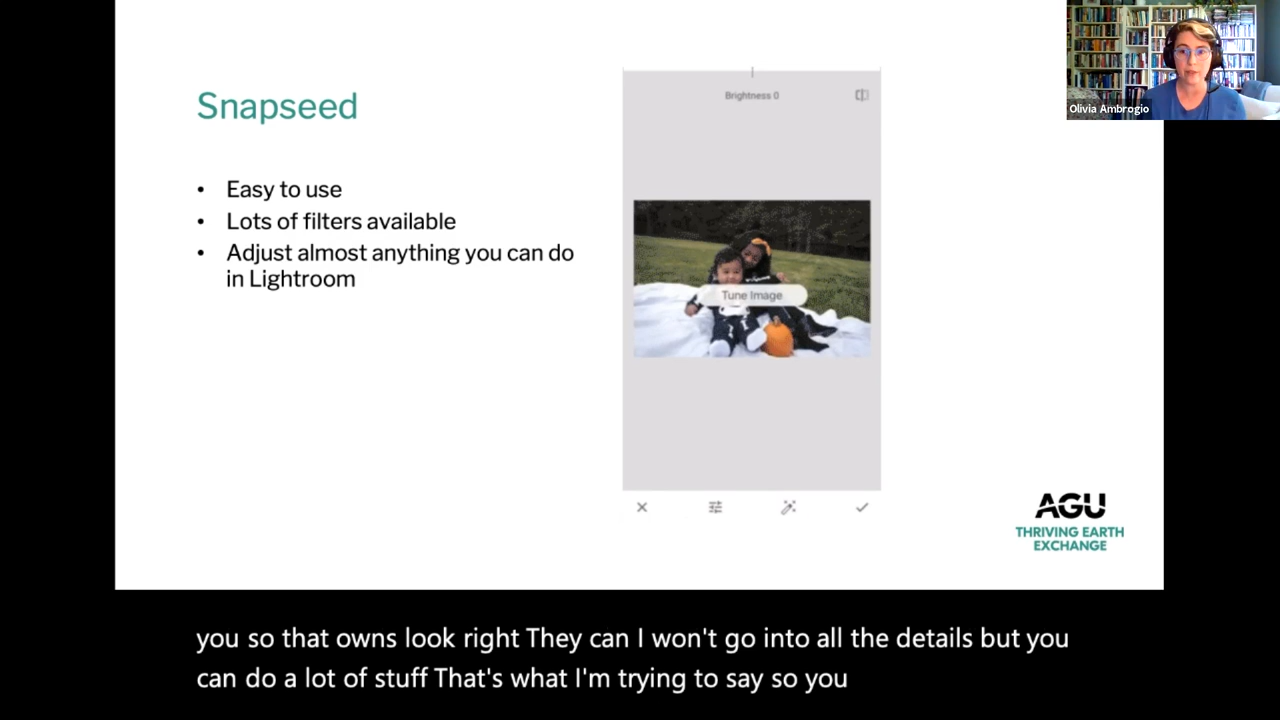 Snapseed
• Easy to use
• Lots of filters available
• Adjust almost anything you can do
in Lightroom
Brightness 0
Tune Image
Olivia Ambrogio
AGU
THRIVING EARTH
EXCHANGE
you so that owns look right They can I won't go into all the details but you
can do a lot of stuff That's what I'm trying to say so you